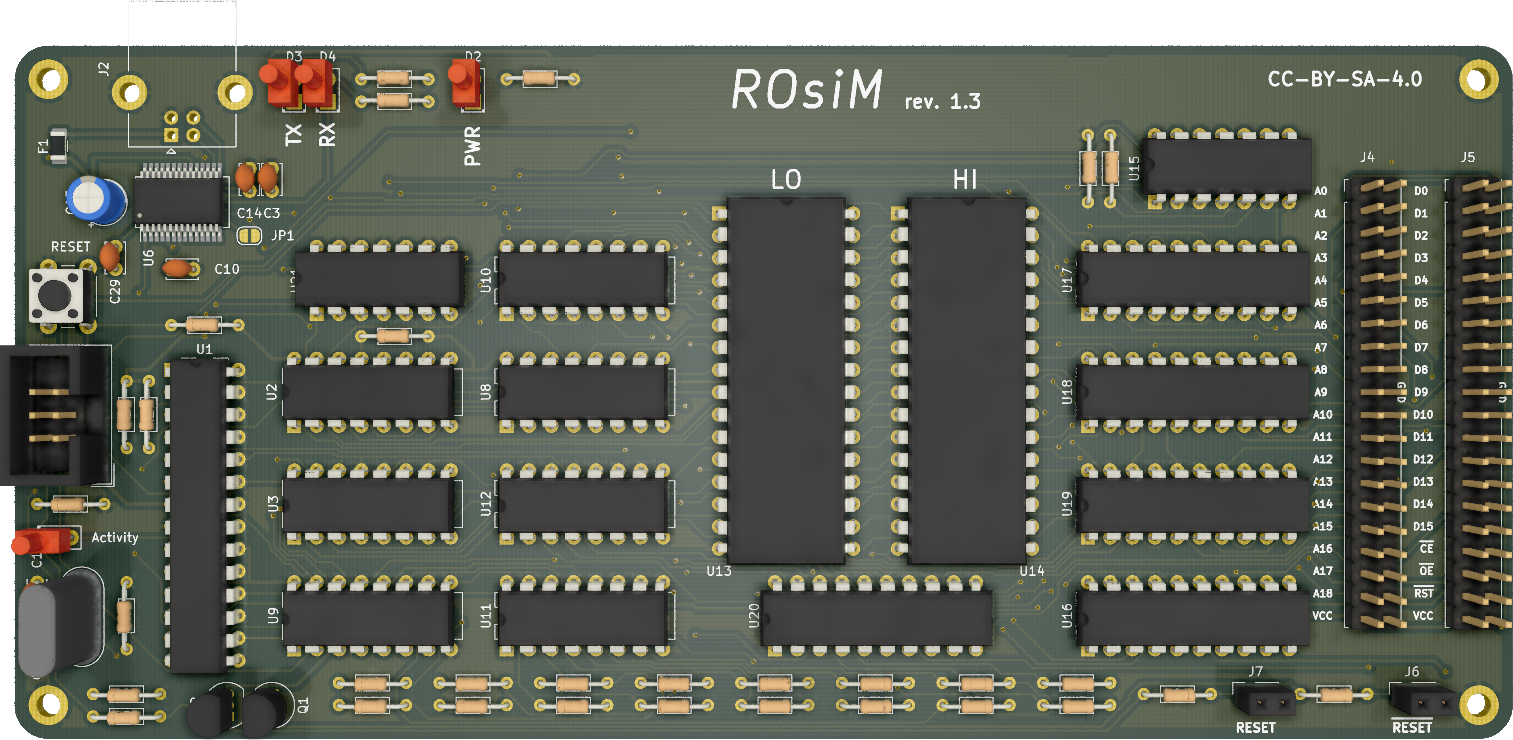 J2
D3
D4
D2
ROsiM rev. 1.3
CC-BY-SA-4.0
TX
RX
PWR
F1
U15
J4
J5
LO
HI
C14
C3
JP1
RESET
U6
C10
C29
U10
U17
U1
U2
U8
U18
U3
U12
U19
Activity
U13
U14
U9
U11
U20
U16
A0
A1
A2
A3
A4
A5
A6
A7
A8
A9
A10
A11
A12
A13
A14
A15
A16
A17
A18
VCC
D0
D1
D2
D3
D4
D5
D6
D7
D8
D9
D10
D11
D12
D13
D14
D15
CE
OE
RST
VCC
Q1
J7
J6
RESET
RESET